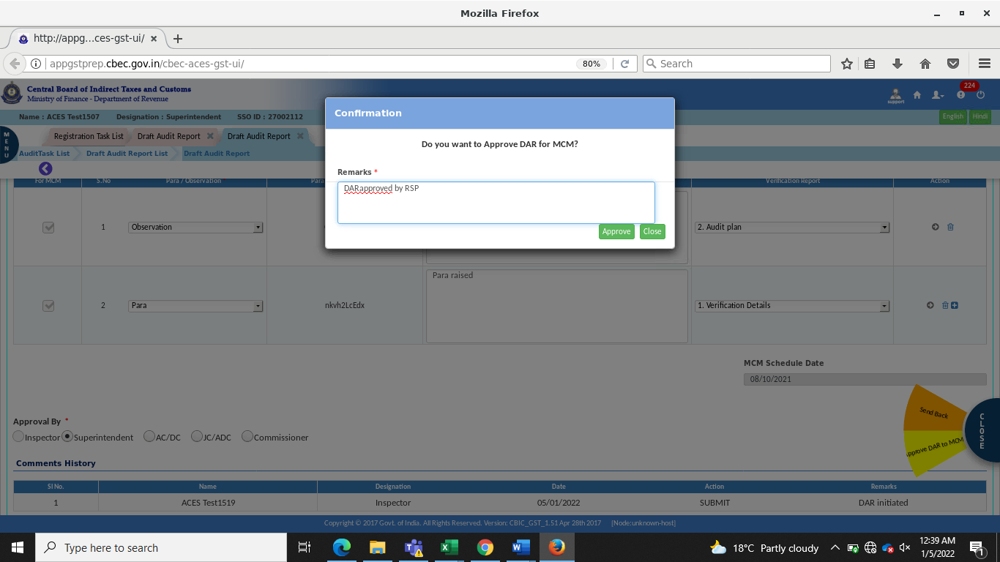 Mozilla Firefox
http://appg...ces-gst-ui/
appgstprep.cbec.gov.in/cbec-aces-gst-ui/
80%
Search
Central Board of Indirect Taxes and Customs
Ministry of Finance - Department of Revenue
support
224
Name : ACES Test1507 Designation : Superintendent SSO ID : 27002112
English Hindi
MENU
Registration Task List Draft Audit Report Draft Audit Report
AuditTask List Draft Audit Report List Draft Audit Report
Confirmation
Do you want to Approve DAR for MCM?
Remarks *
DARapproved by RSP
Approve Close
For MCM S.No Para / Observation Para Verification Report Action
1 Observation 2. Audit plan
2 Para nkvh2LcEdx Para raised 1. Verification Details
MCM Schedule Date
08/10/2021
Send Back
pprove DAR to MCM
CLOSE
Approval By *
Inspector Superintendent AC/DC JC/ADC Commissioner
Comments History
Sl No. Name Designation Date Action Remarks
1 ACES Test1519 Inspector 05/01/2022 SUBMIT DAR initiated
Copyright © 2017 Govt. of India. All Rights Reserved. Version: CBIC_GST_1.51 Apr 28th 2017 [Node:unknown-host]
Type here to search
18°C Partly cloudy
12:39 AM
1/5/2022
1